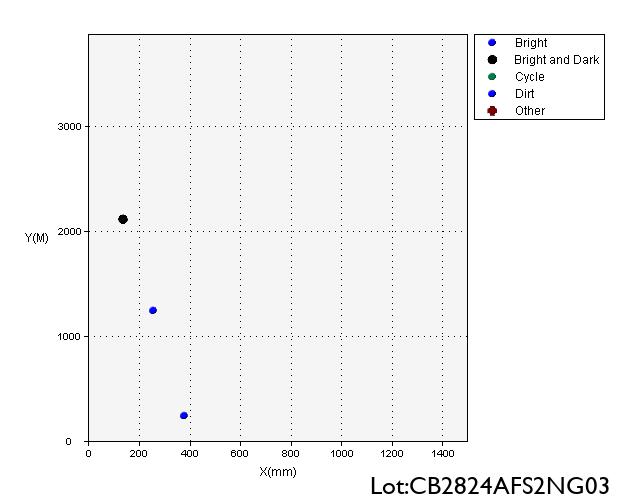 Bright
Bright and Dark
Cycle
Dirt
Other
3000
Y(M) 2000
1000
0
0 200 400 600 800 1000 1200 1400
X(mm)
Lot:CB2824AFS2NG03